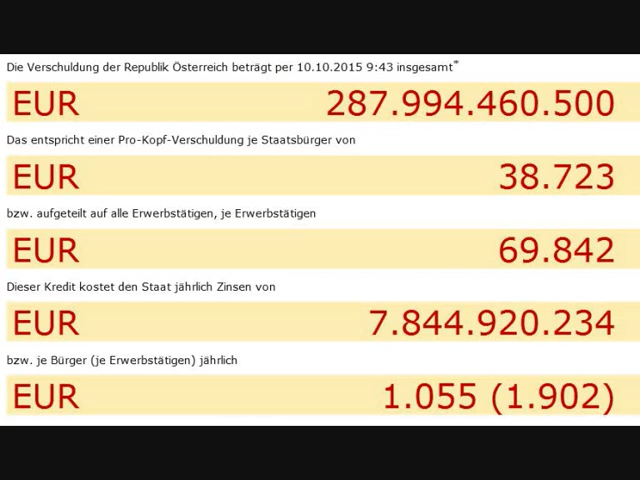 Die Verschuldung der Republik Österreich beträgt per 10.10.2015 9:43 insgesamt*
EUR 287.994.460.500
Das entspricht einer Pro-Kopf-Verschuldung je Staatsbürger von
EUR 38.723
bzw. aufgeteilt auf alle Erwerbstätigen, je Erwerbstätigen
EUR 69.842
Dieser Kredit kostet den Staat jährlich Zinsen von
EUR 7.844.920.234
bzw. je Bürger (je Erwerbstätigen) jährlich
EUR 1.055 (1.902)